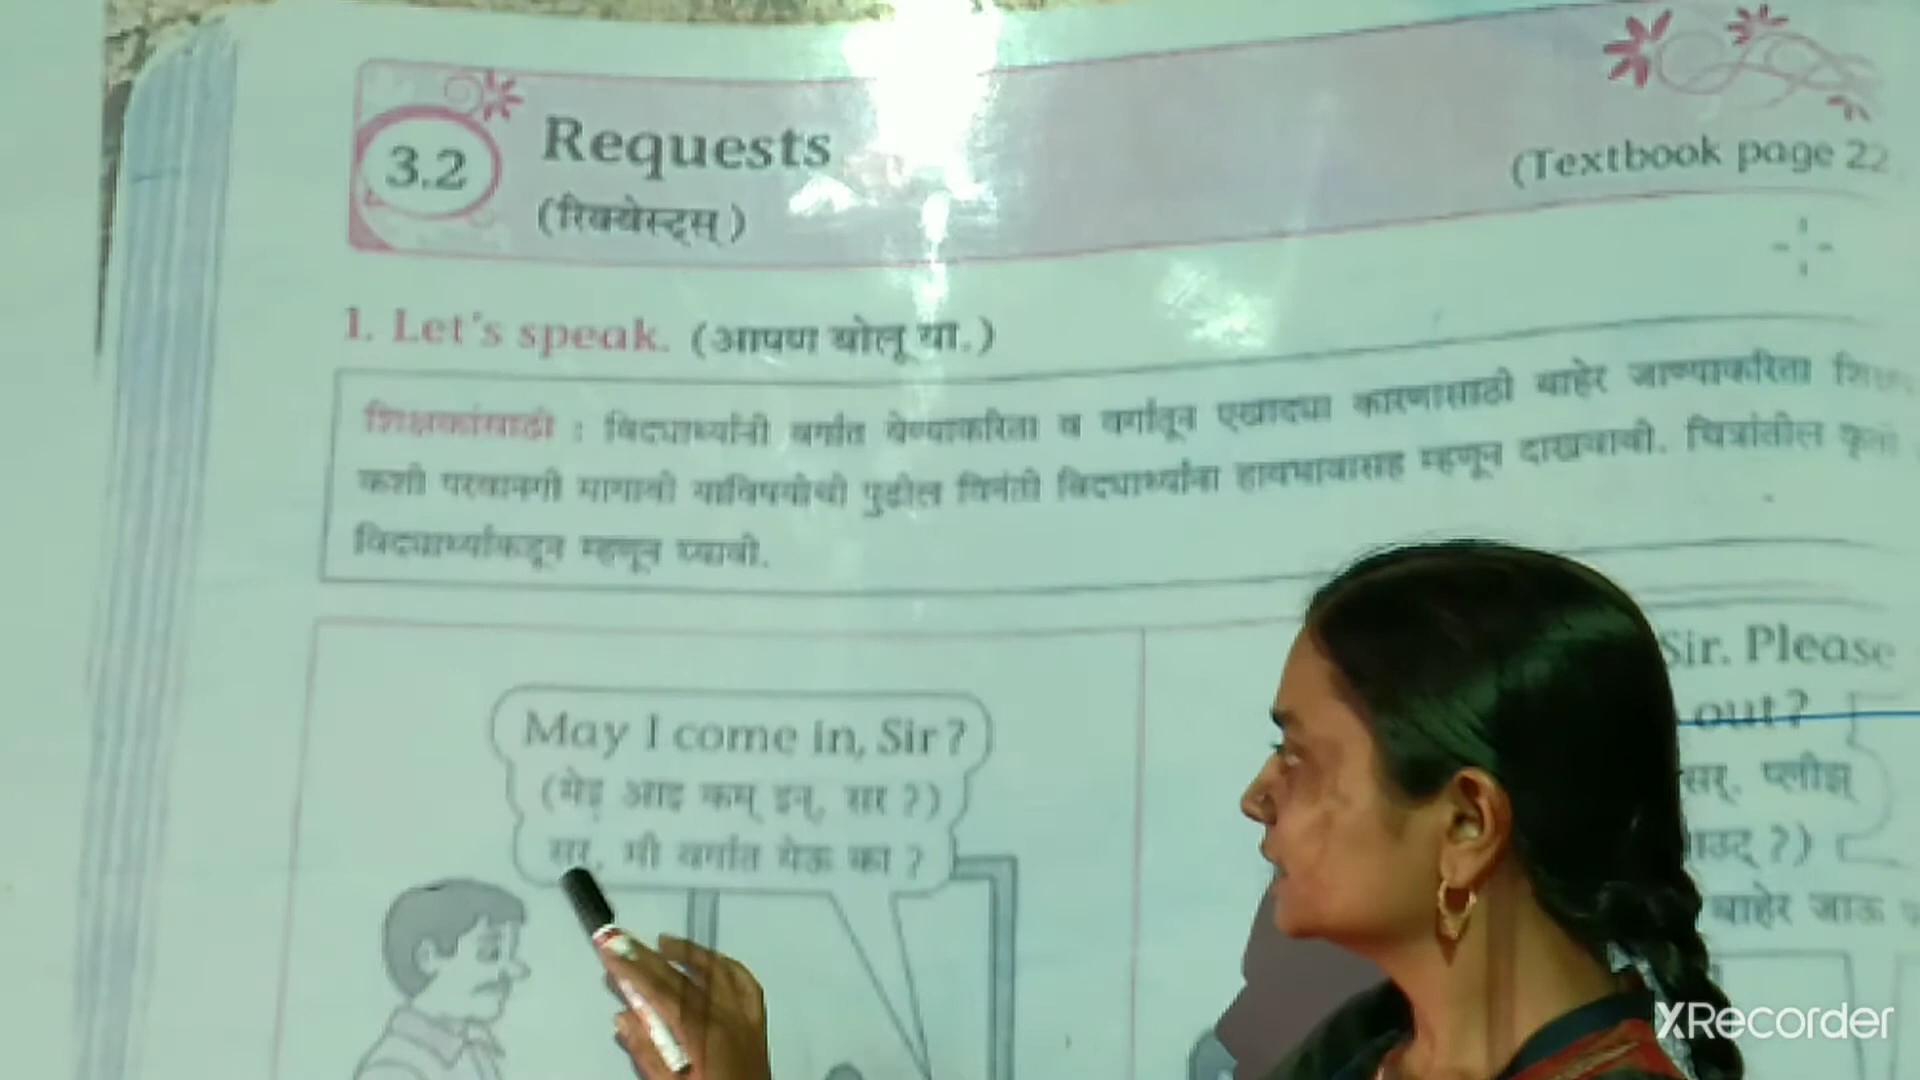 3.2
Requests
(रिक्वेस्ट्स्)
(Textbook page 22
1. Let's speak. (आपण बोलू या.)
शिक्षकांसाठी : विद्यार्थ्यांनी वर्गात येण्याकरिता व वर्गातून एखाद्या कारणासाठी बाहेर जाण्याकरिता
कशी परवानगी मागावी याविषयीची पुढील विनंती विद्यार्थ्यांना हावभावासह म्हणून दाखवावी. चित्रांतील
विद्यार्थ्यांकडून म्हणून घ्यावी.
May I come in, Sir?
(मेइ आइ कम् इन्, सर ?)
सर, मी वर्गात येऊ का ?
Sir. Please
out?
सर्, प्लीझ्
आउट् ?)
बाहेर जाऊ
XRecorder